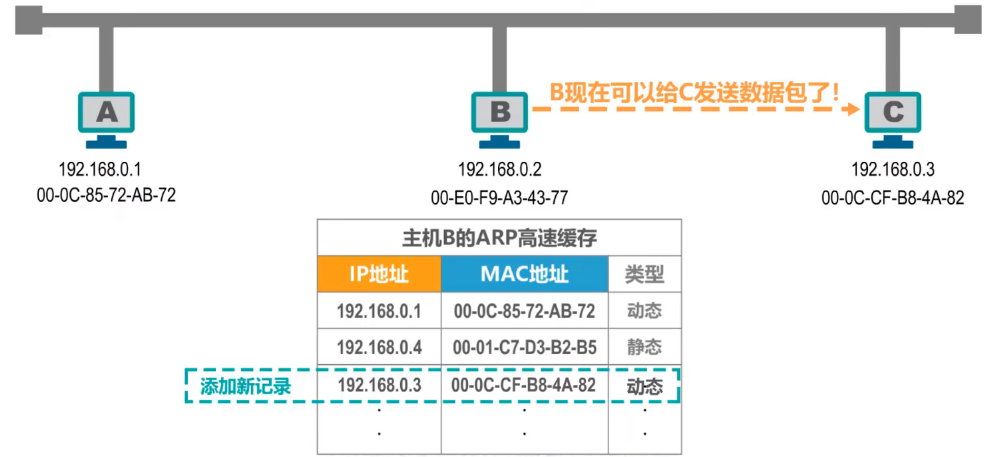 B现在可以给C发送数据包了!
A
B
C
192.168.0.1
192.168.0.2
192.168.0.3
00-0C-85-72-AB-72
00-E0-F9-A3-43-77
00-0C-CF-B8-4A-82
主机B的ARP高速缓存
IP地址 MAC地址 类型
192.168.0.1 00-0C-85-72-AB-72 动态
192.168.0.4 00-01-C7-D3-B2-B5 静态
添加新记录 192.168.0.3 00-0C-CF-B8-4A-82 动态
. . .
. . .